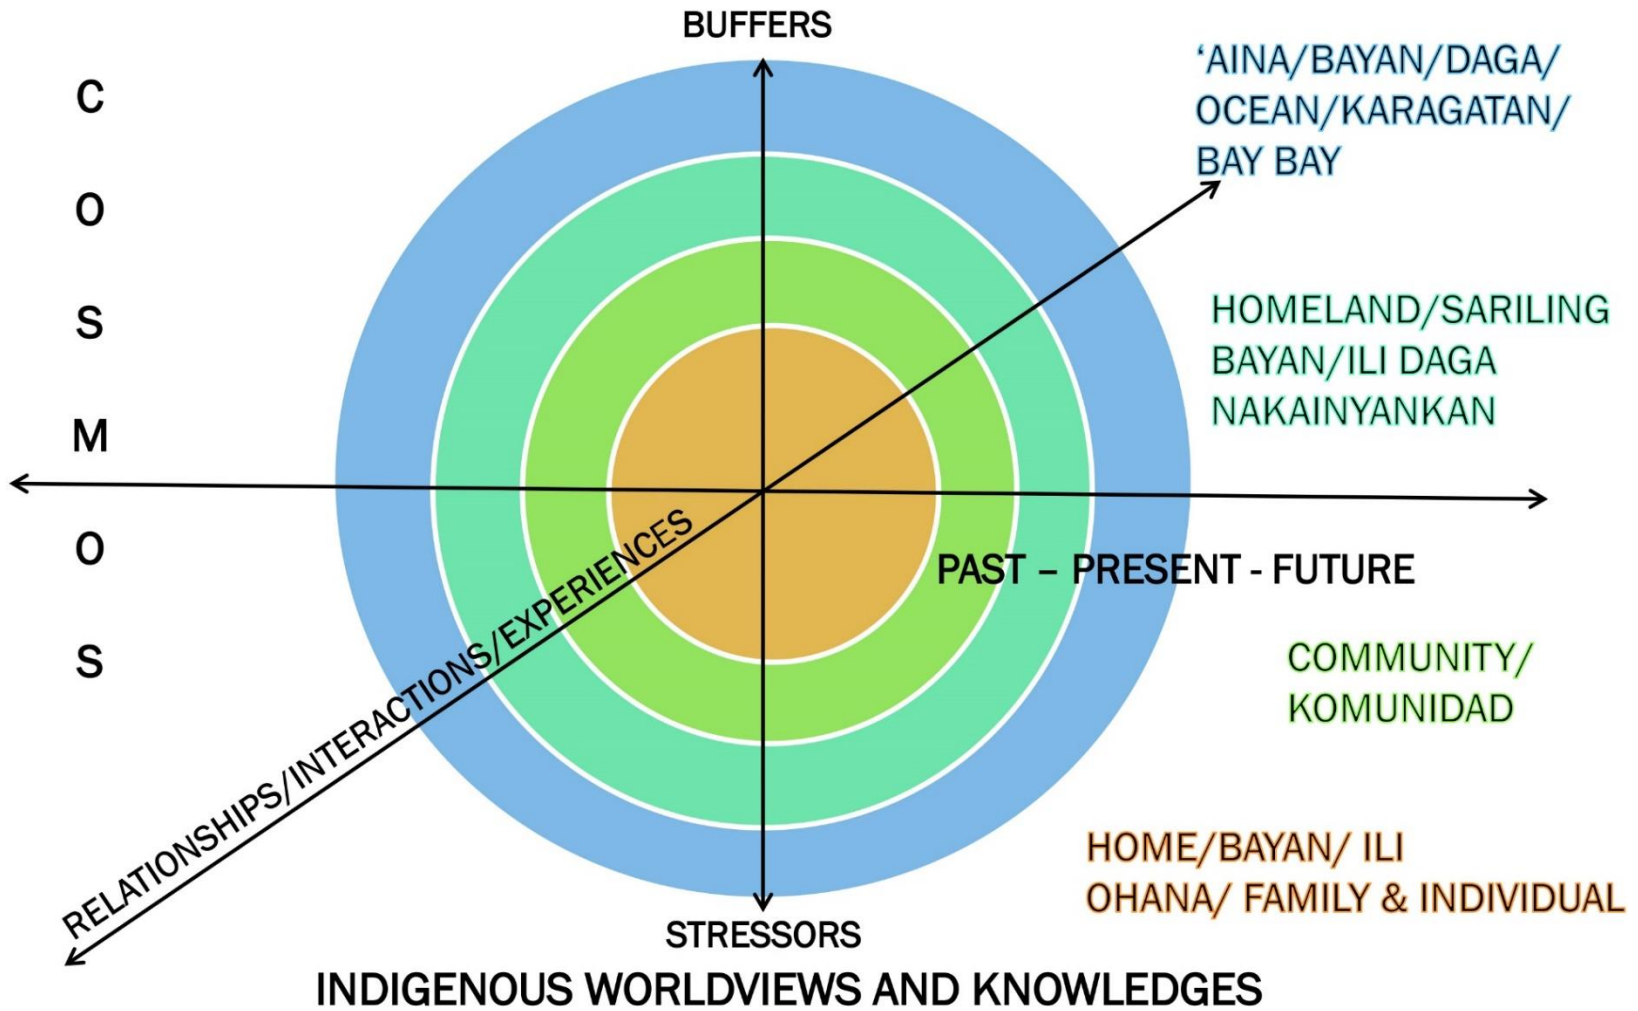 BUFFERS
C
O
S
M
O
S
‘AINA/BAYAN/DAGA/
OCEAN/KARAGATAN/
BAY BAY
HOMELAND/SARILING
BAYAN/ILI DAGA
NAKAINYANKAN
PAST – PRESENT - FUTURE
RELATIONSHIPS/INTERACTIONS/EXPERIENCES
COMMUNITY/
KOMUNIDAD
HOME/BAYAN/ ILI
OHANA/ FAMILY & INDIVIDUAL
STRESSORS
INDIGENOUS WORLDVIEWS AND KNOWLEDGES